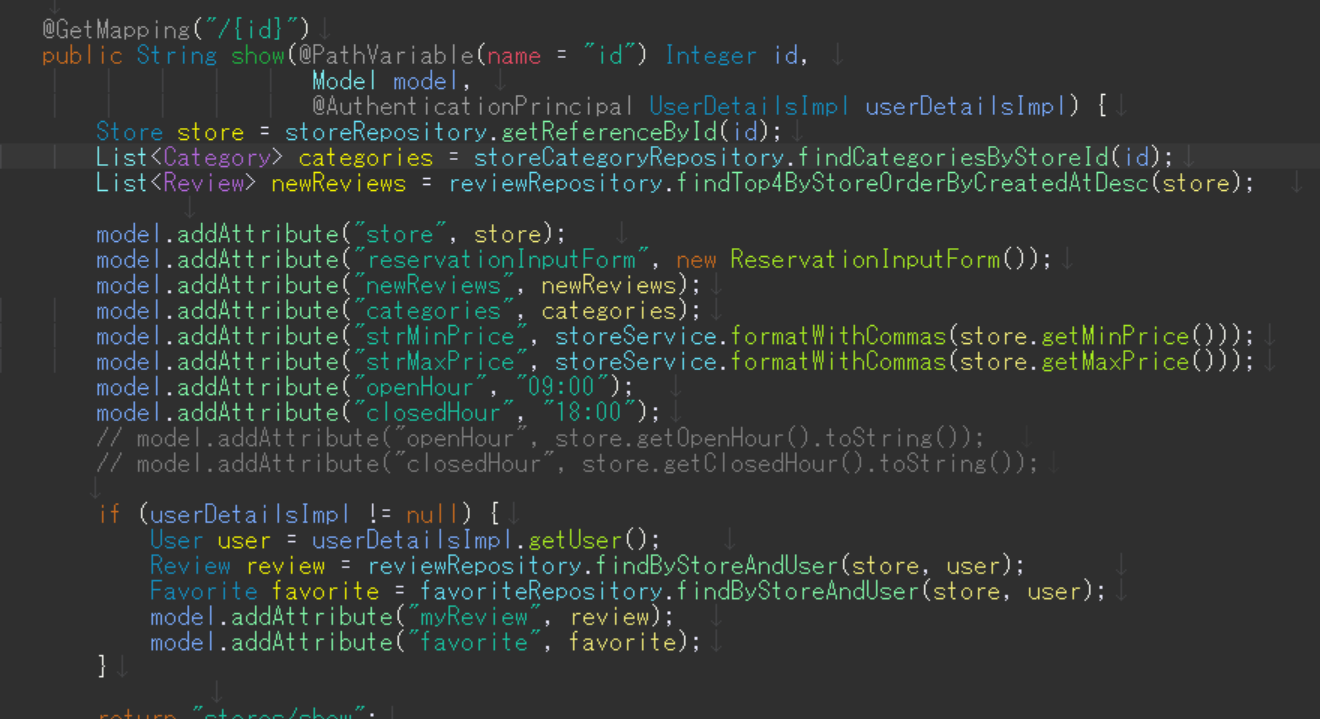 @GetMapping("/{id}")
public String show(@PathVariable(name = "id") Integer id,
Model model,
@AuthenticationPrincipal UserDetailsImpl userDetailsImpl) {
Store store = storeRepository.getReferenceById(id);
List<Category> categories = storeCategoryRepository.findCategoriesByStoreId(id);
List<Review> newReviews = reviewRepository.findTop4ByStoreOrderByCreatedAtDesc(store);
model.addAttribute("store", store);
model.addAttribute("reservationInputForm", new ReservationInputForm());
model.addAttribute("newReviews", newReviews);
model.addAttribute("categories", categories);
model.addAttribute("strMinPrice", storeService.formatWithCommas(store.getMinPrice()));
model.addAttribute("strMaxPrice", storeService.formatWithCommas(store.getMaxPrice()));
model.addAttribute("openHour", "09:00");
model.addAttribute("closedHour", "18:00");
// model.addAttribute("openHour", store.getOpenHour().toString());
// model.addAttribute("closedHour", store.getClosedHour().toString());
if (userDetailsImpl != null) {
User user = userDetailsImpl.getUser();
Review review = reviewRepository.findByStoreAndUser(store, user);
Favorite favorite = favoriteRepository.findByStoreAndUser(store, user);
model.addAttribute("myReview", review);
model.addAttribute("favorite", favorite);
}
return "stores/show";